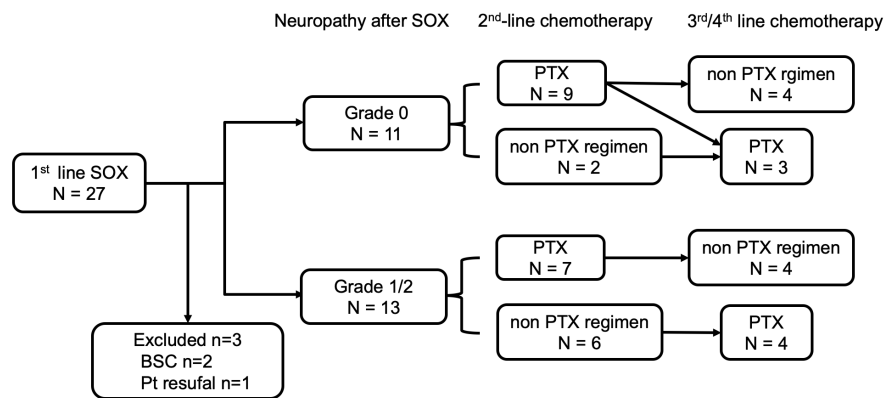 Neuropathy after SOX
2nd-line chemotherapy
3rd/4th line chemotherapy
1st line SOX
N = 27
Excluded n=3
BSC n=2
Pt resufal n=1
Grade 0
N = 11
PTX
N = 9
non PTX regimen
N = 2
non PTX rgimen
N = 4
PTX
N = 3
Grade 1/2
N = 13
PTX
N = 7
non PTX regimen
N = 6
non PTX regimen
N = 4
PTX
N = 4